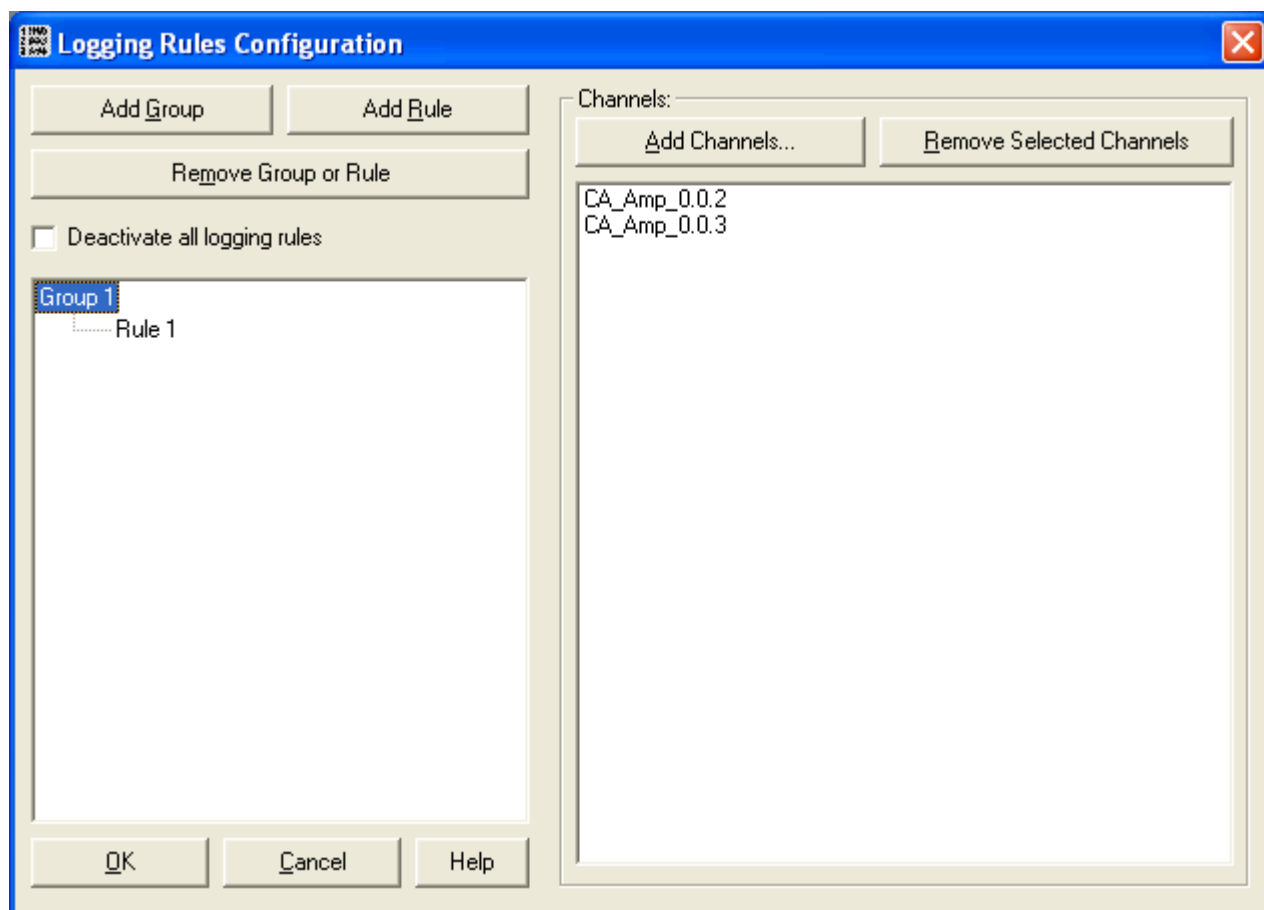 Logging Rules Configuration
Add Group
Add Rule
Remove Group or Rule
Deactivate all logging rules
Group 1
Rule 1
OK
Cancel
Help
Channels:
Add Channels...
Remove Selected Channels
CA_Amp_0.0.2
CA_Amp_0.0.3